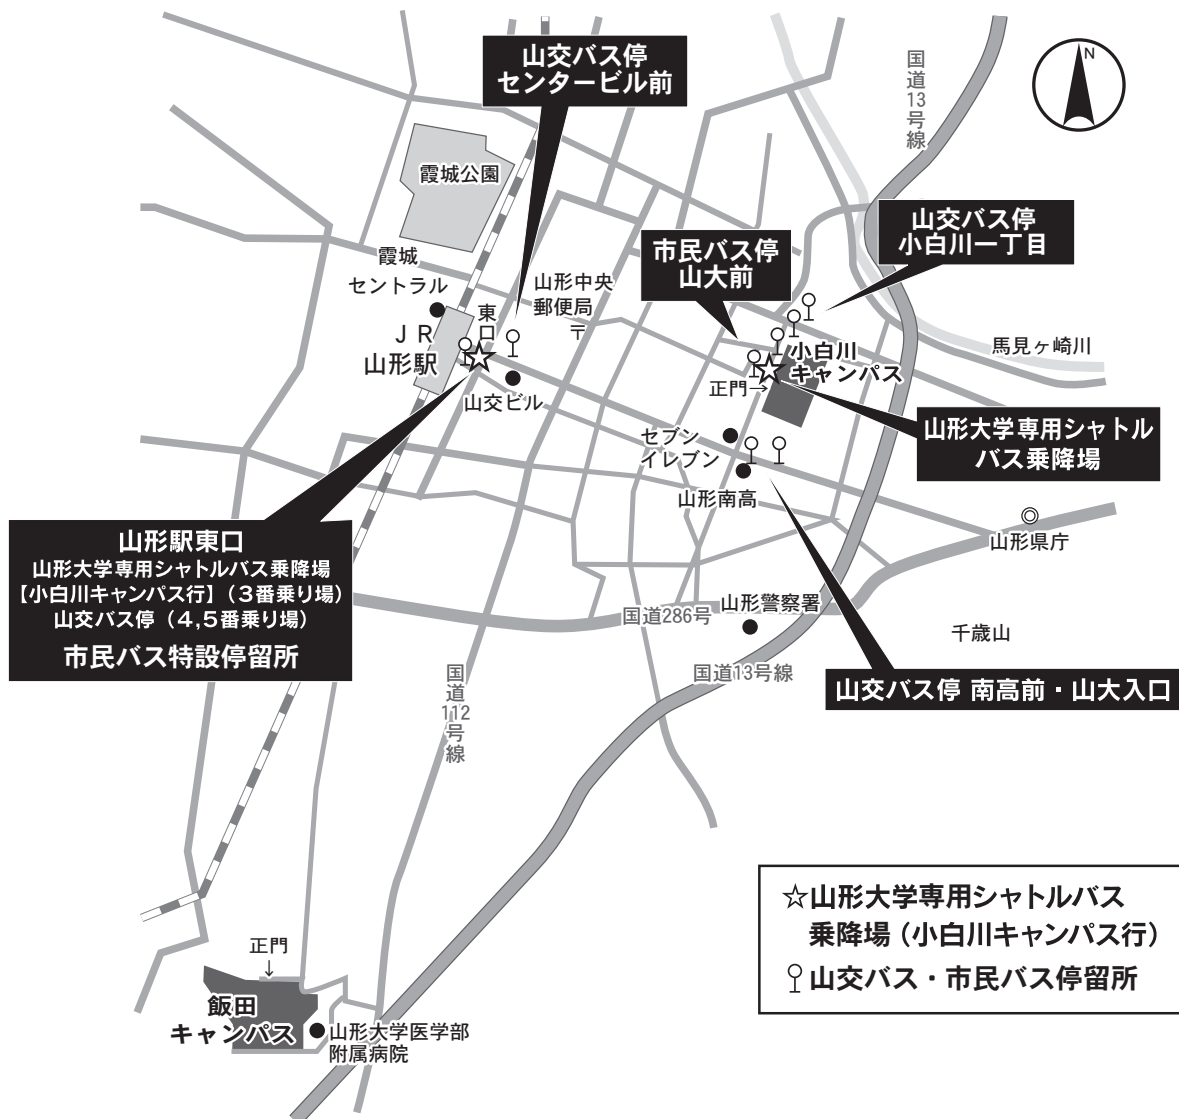 山交バス停
センタービル前
国道13号線
N
霞城公園
山交バス停
小白川一丁目
市民バス停
山大前
霞城
セントラル
山形中央
郵便局
〒
東口
JR
山形駅
馬見ヶ崎川
小白川
キャンパス
正門→
山交ビル
山形大学専用シャトル
バス乗降場
セブン
イレブン
山形南高
山形県庁
山形駅東口
山形大学専用シャトルバス乗降場
【小白川キャンパス行】（3番乗り場）
山交バス停（4,5番乗り場）
市民バス特設停留所
国道286号
山形警察署
千歳山
国道13号線
国道112号線
山交バス停 南高前・山大入口
☆山形大学専用シャトルバス
乗降場（小白川キャンパス行）
山交バス・市民バス停留所
正門
↓
飯田
キャンパス
山形大学医学部
附属病院